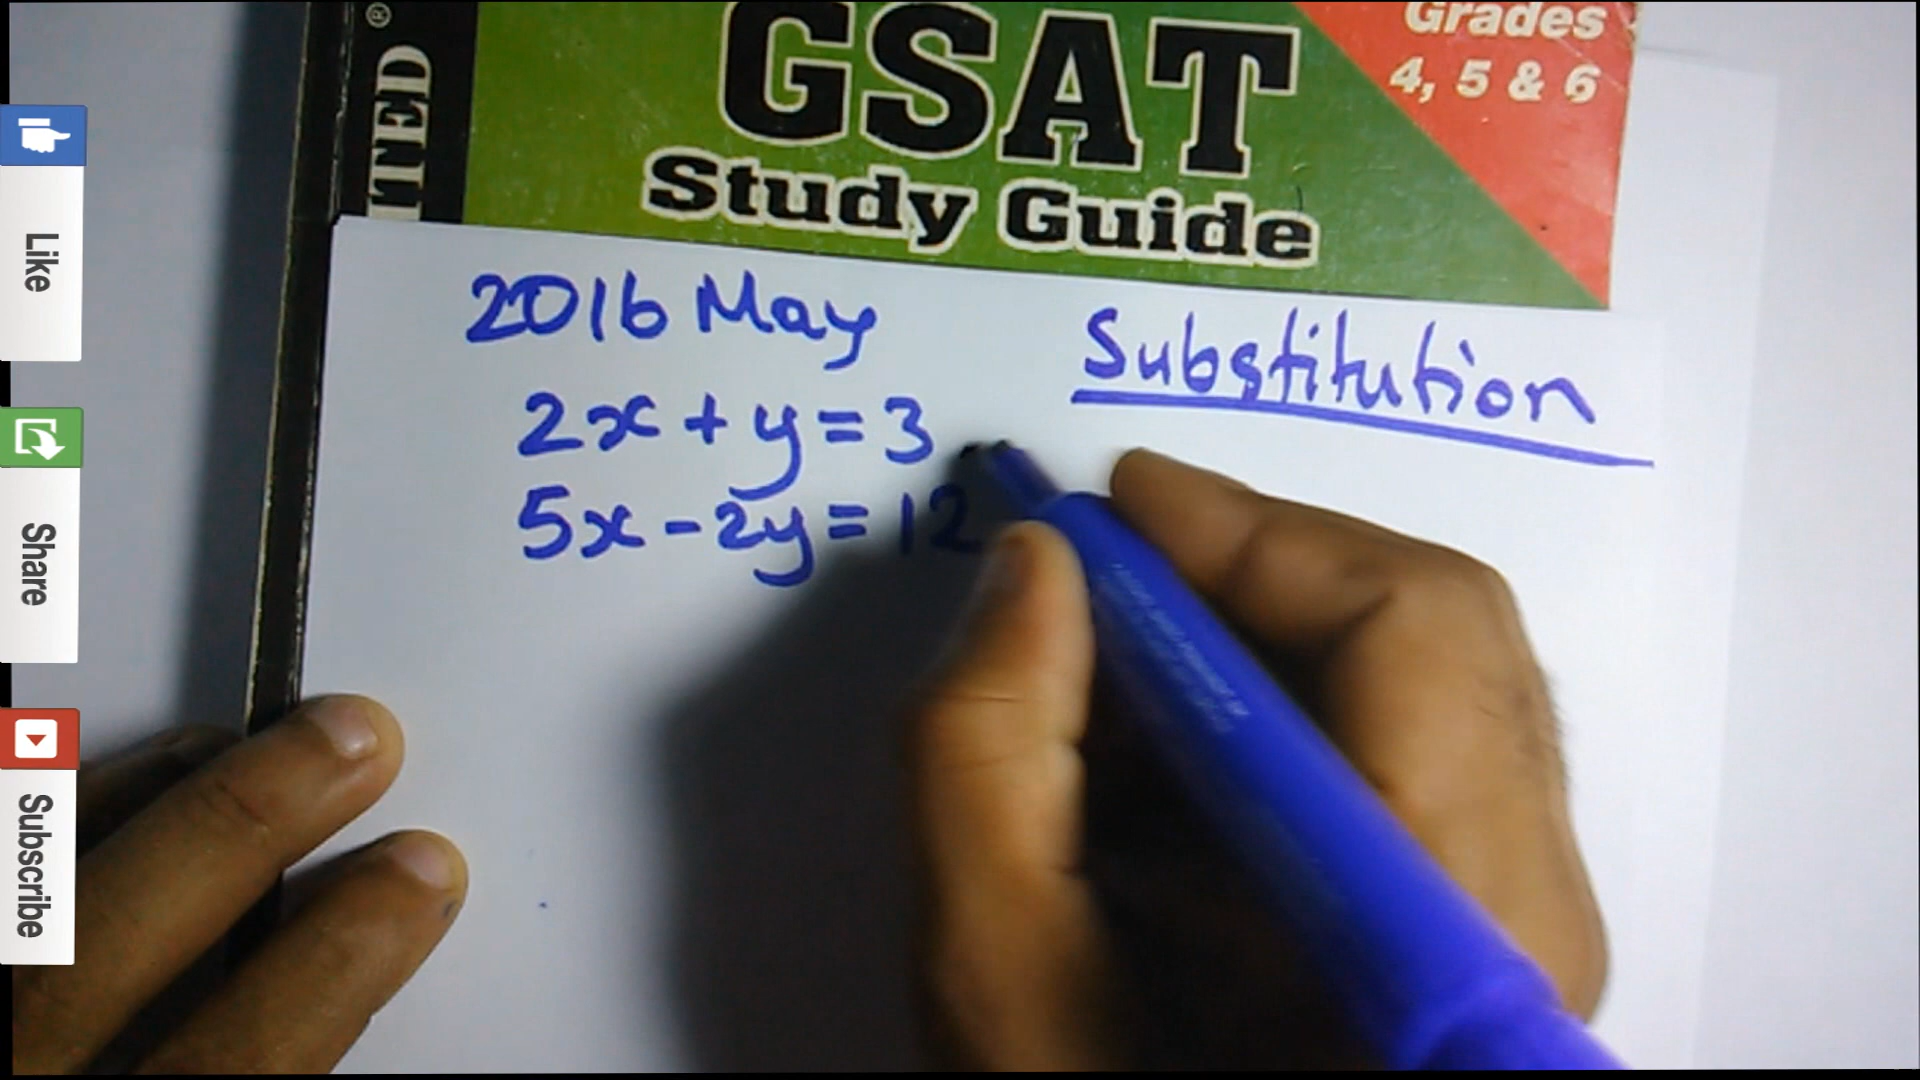 Grades
4, 5 & 6
GSAT
Study Guide
ITED ®
2016 May
Substitution
2x + y = 3
5x - 2y = 12
Like
Share
Subscribe